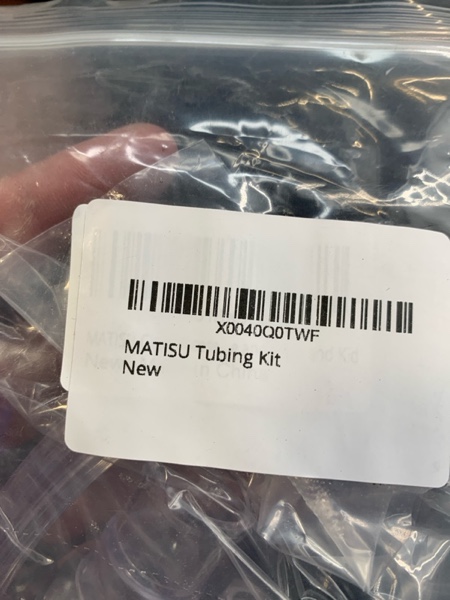 X0040Q0TWF
MATISU Tubing Kit
New